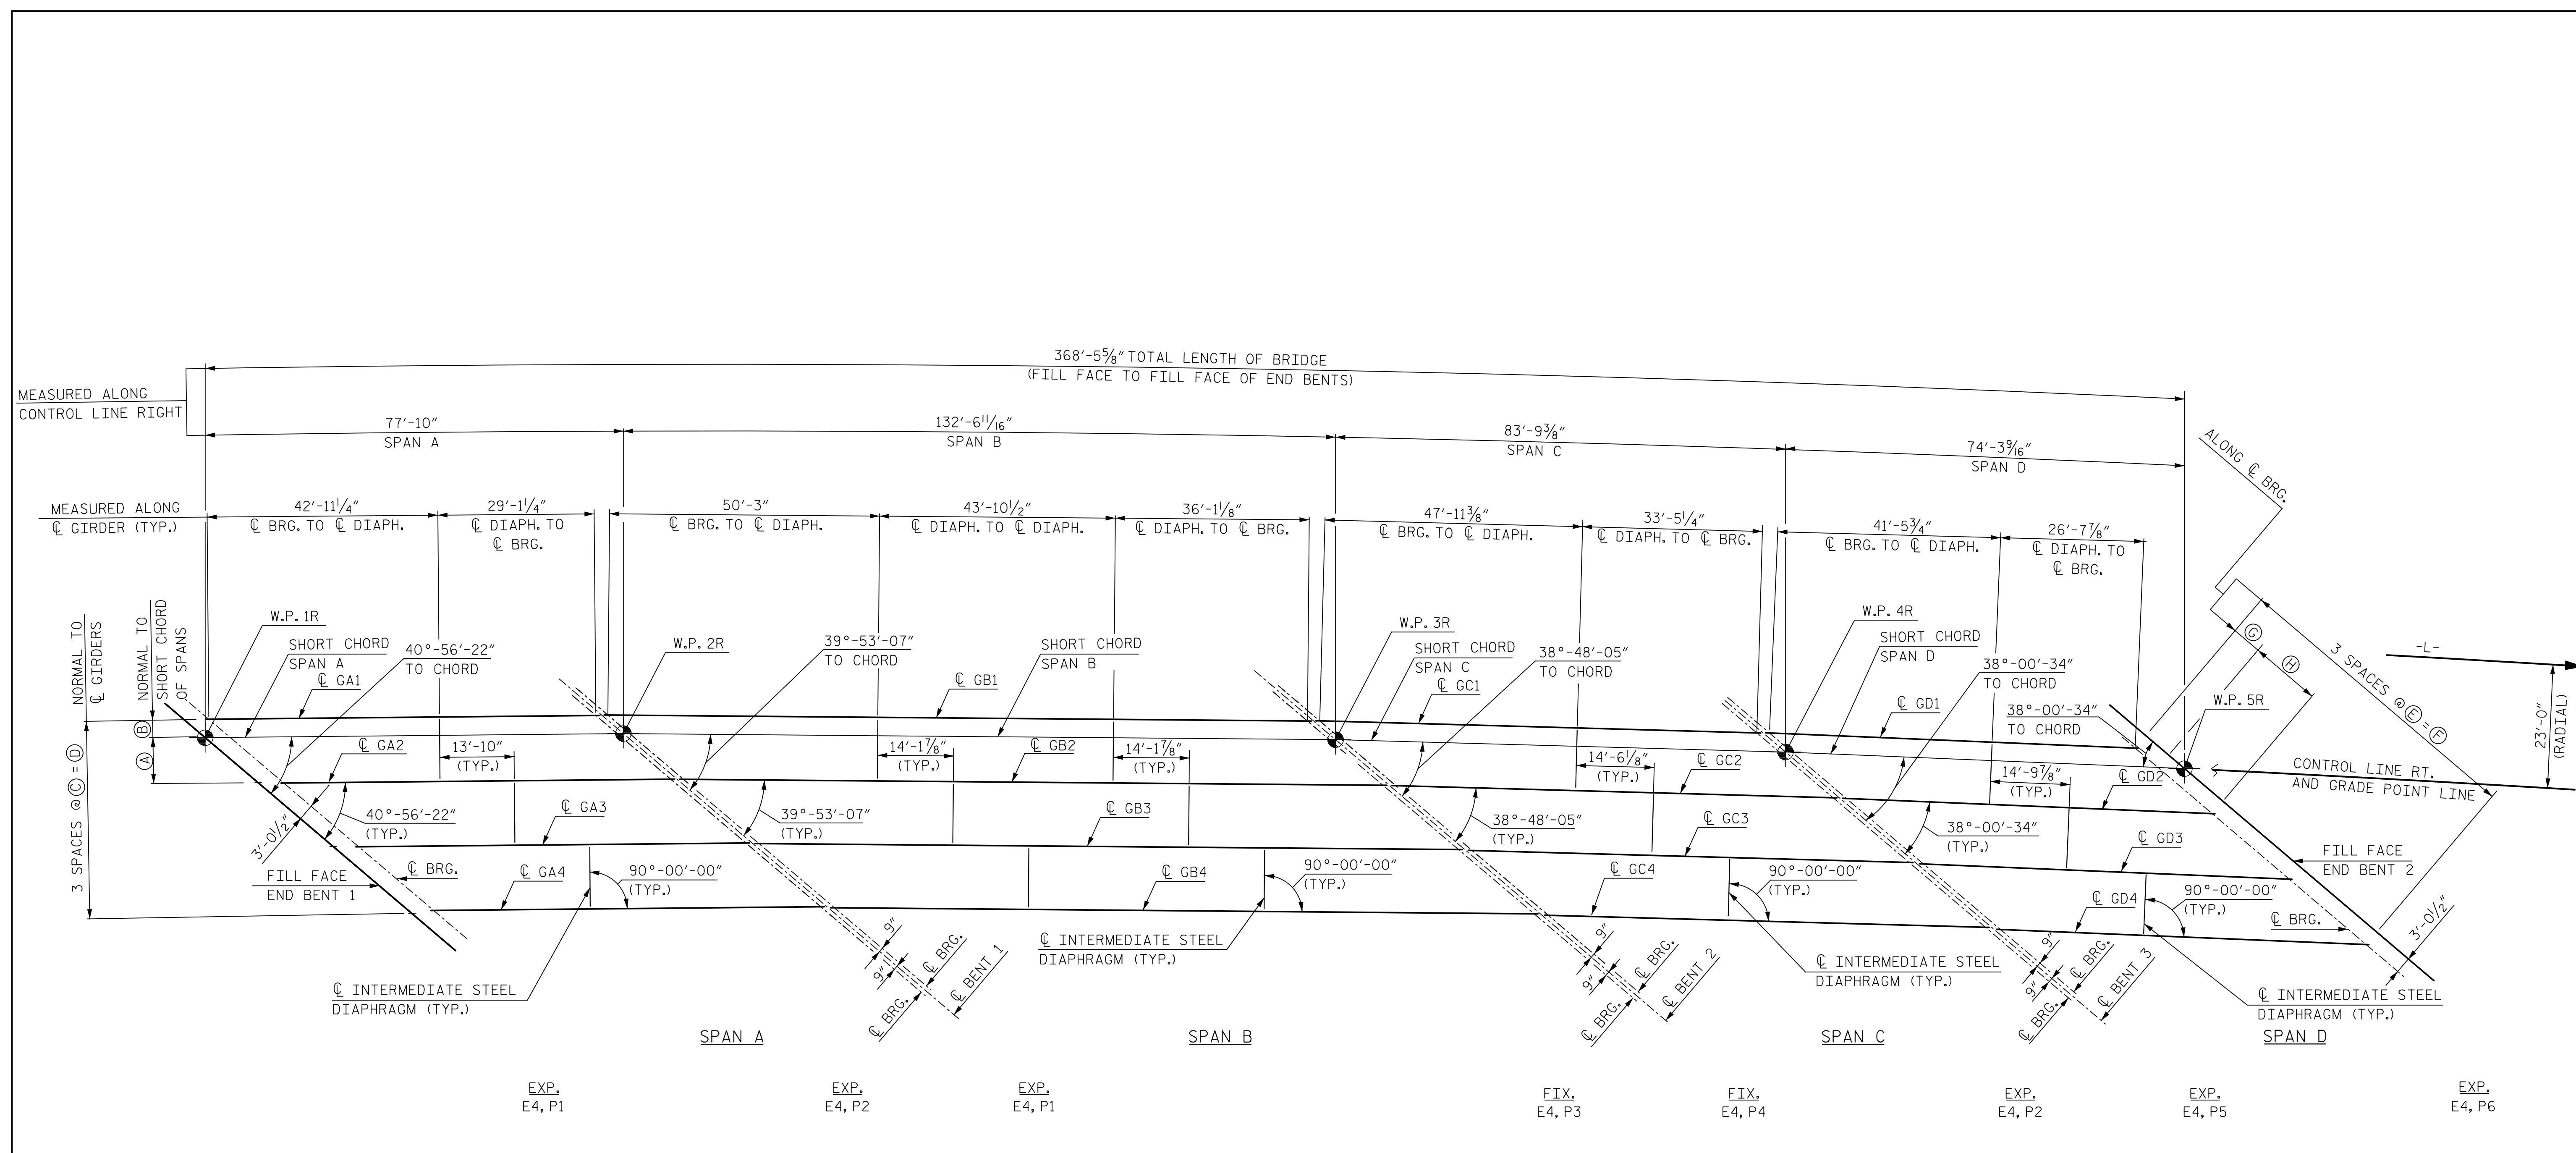 368'-5⅝" TOTAL LENGTH OF BRIDGE
(FILL FACE TO FILL FACE OF END BENTS)
MEASURED ALONG
CONTROL LINE RIGHT
77'-10"
SPAN A
132'-6 11/16"
SPAN B
83'-9⅜"
SPAN C
74'-3 9/16"
SPAN D
ALONG ℄ BRG.
MEASURED ALONG
℄ GIRDER (TYP.)
42'-11¼"
℄ BRG. TO ℄ DIAPH.
29'-1¼"
℄ DIAPH. TO
℄ BRG.
50'-3"
℄ BRG. TO ℄ DIAPH.
43'-10½"
℄ DIAPH. TO ℄ DIAPH.
36'-1⅛"
℄ DIAPH. TO ℄ BRG.
47'-11⅜"
℄ BRG. TO ℄ DIAPH.
33'-5¼"
℄ DIAPH. TO ℄ BRG.
41'-5¾"
℄ BRG. TO ℄ DIAPH.
26'-7⅞"
℄ DIAPH. TO
℄ BRG.
NORMAL TO
℄ GIRDERS
NORMAL TO
SHORT CHORD
OF SPANS
W.P. 1R
SHORT CHORD
SPAN A
℄ GA1
40°-56'-22"
TO CHORD
W.P. 2R
39°-53'-07"
TO CHORD
℄ GB1
SHORT CHORD
SPAN B
W.P. 3R
SHORT CHORD
SPAN C
℄ GC1
38°-48'-05"
TO CHORD
W.P. 4R
SHORT CHORD
SPAN D
38°-00'-34"
TO CHORD
℄ GD1
38°-00'-34"
TO CHORD
W.P. 5R
G
H
3 SPACES @ E = F
-L-
23'-0"
(RADIAL)
CONTROL LINE RT.
AND GRADE POINT LINE
B
A
3 SPACES @ C = D
℄ GA2
13'-10"
(TYP.)
14'-1⅞"
(TYP.)
℄ GB2
14'-1⅞"
(TYP.)
14'-6⅛"
(TYP.)
℄ GC2
14'-9⅞"
(TYP.)
℄ GD2
3'-0½"
40°-56'-22"
(TYP.)
℄ GA3
39°-53'-07"
(TYP.)
℄ GB3
38°-48'-05"
(TYP.)
℄ GC3
38°-00'-34"
(TYP.)
℄ GD3
FILL FACE
END BENT 2
FILL FACE
END BENT 1
℄ BRG.
℄ GA4
90°-00'-00"
(TYP.)
℄ GB4
90°-00'-00"
(TYP.)
℄ GC4
90°-00'-00"
(TYP.)
℄ GD4
90°-00'-00"
(TYP.)
℄ BRG.
3'-0½"
℄ INTERMEDIATE STEEL
DIAPHRAGM (TYP.)
9"
9"
℄ BRG.
℄ BRG.
℄ BENT 1
℄ INTERMEDIATE STEEL
DIAPHRAGM (TYP.)
9"
9"
℄ BRG.
℄ BRG.
℄ BENT 2
℄ INTERMEDIATE STEEL
DIAPHRAGM (TYP.)
9"
9"
℄ BRG.
℄ BRG.
℄ BENT 3
℄ INTERMEDIATE STEEL
DIAPHRAGM (TYP.)
SPAN A
SPAN B
SPAN C
SPAN D
EXP.
E4, P1
EXP.
E4, P2
EXP.
E4, P1
FIX.
E4, P3
FIX.
E4, P4
EXP.
E4, P2
EXP.
E4, P5
EXP.
E4, P6